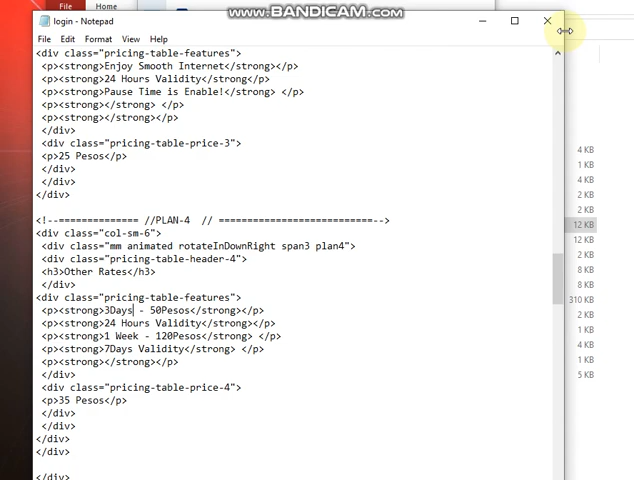 File
Home
www.BANDICAM.com
login - Notepad
File Edit Format View Help
<div class="pricing-table-features">
<p><strong>Enjoy Smooth Internet</strong></p>
<p><strong>24 Hours Validity</strong</p>
<p><strong>Pause Time is Enable!</strong> </p>
<p><strong></strong> </p>
<p><strong></strong></p>
</div>
<div class="pricing-table-price-3">
<p>25 Pesos</p>
</div>
</div>
</div>
<!--============== //PLAN-4  // ===========================-->
<div class="col-sm-6">
<div class="mm animated rotateInDownRight span3 plan4">
<div class="pricing-table-header-4">
<h3>Other Rates</h3>
</div>
<div class="pricing-table-features">
<p><strong>3Days - 50Pesos</strong></p>
<p><strong>24 Hours Validity</strong></p>
<p><strong>1 Week - 120Pesos</strong> </p>
<p><strong>7Days Validity</strong> </p>
<p><strong></strong></p>
</div>
<div class="pricing-table-price-4">
<p>35 Pesos</p>
</div>
</div>
</div>
</div>
</div>
4 KB
1 KB
4 KB
2 KB
2 KB
12 KB
12 KB
2 KB
8 KB
8 KB
310 KB
2 KB
1 KB
4 KB
1 KB
5 KB